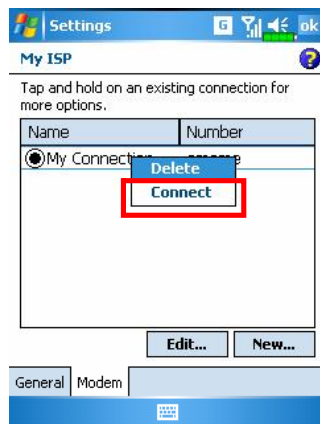 Settings G ok
My ISP ?
Tap and hold on an existing connection for
more options.
Name Number
My Connection
Delete
Connect
Edit... New...
General Modem